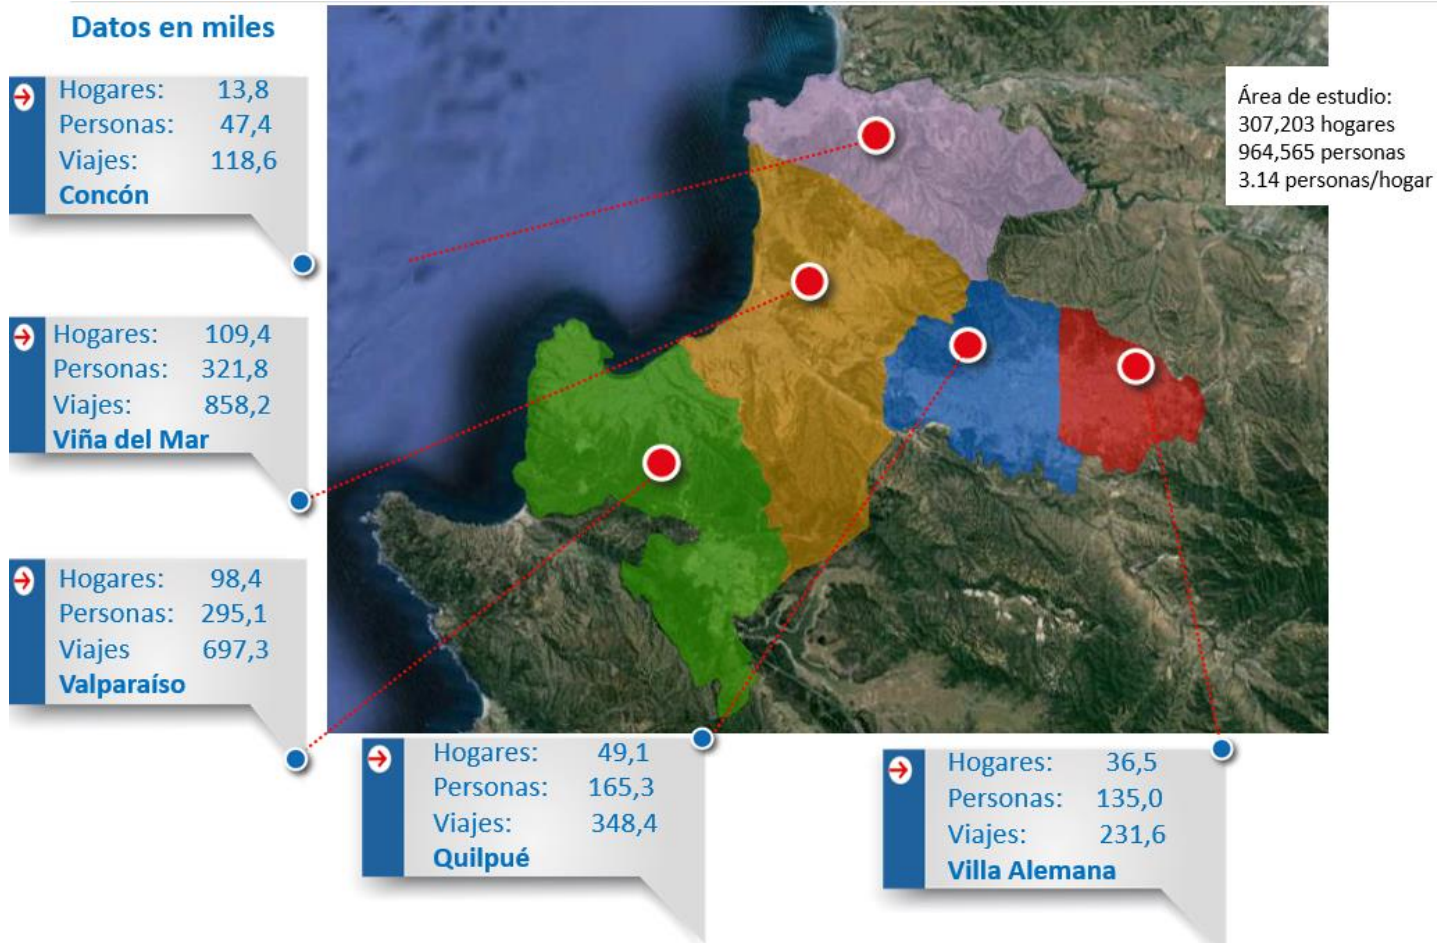 Datos en miles
Hogares: 13,8
Personas: 47,4
Viajes: 118,6
Concón
Hogares: 109,4
Personas: 321,8
Viajes: 858,2
Viña del Mar
Hogares: 98,4
Personas: 295,1
Viajes 697,3
Valparaíso
Hogares: 49,1
Personas: 165,3
Viajes: 348,4
Quilpué
Hogares: 36,5
Personas: 135,0
Viajes: 231,6
Villa Alemana
Área de estudio:
307,203 hogares
964,565 personas
3.14 personas/hogar